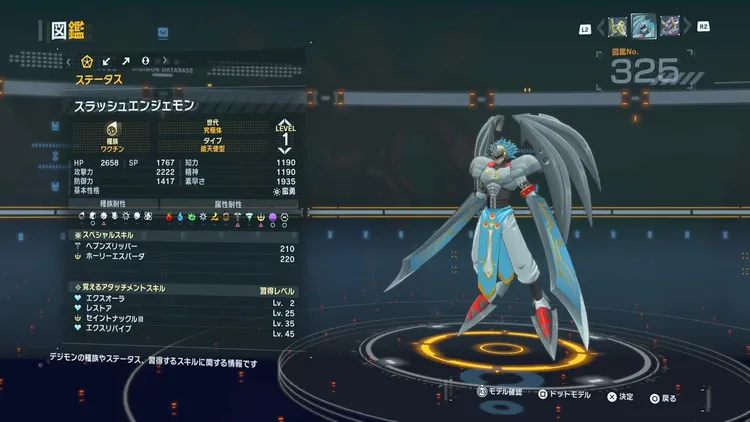 図鑑
L2
R2
図鑑No.
325
DATABASE
ステータス
スラッシュエンジェモン
種族
ワクチン
世代
究極体
タイプ
LEVEL
1
HP 2658 SP 1767 知力 1190
攻撃力 2222 精神 1190
防御力 1417 素早さ 1935
基本性格 蛮勇
種族耐性 属性耐性
スペシャルスキル
ヘブンズリッパー 210
ホーリーエスパーダ 220
覚えるアタッチメントスキル 習得レベル
エクスオーラ Lv. 2
レストア Lv. 25
セイントナックルIII Lv. 35
エクスリバイブ Lv. 45
デジモンの種族やステータス、習得するスキルに関する情報です
R3 モデル確認 ドットモデル 決定 戻る